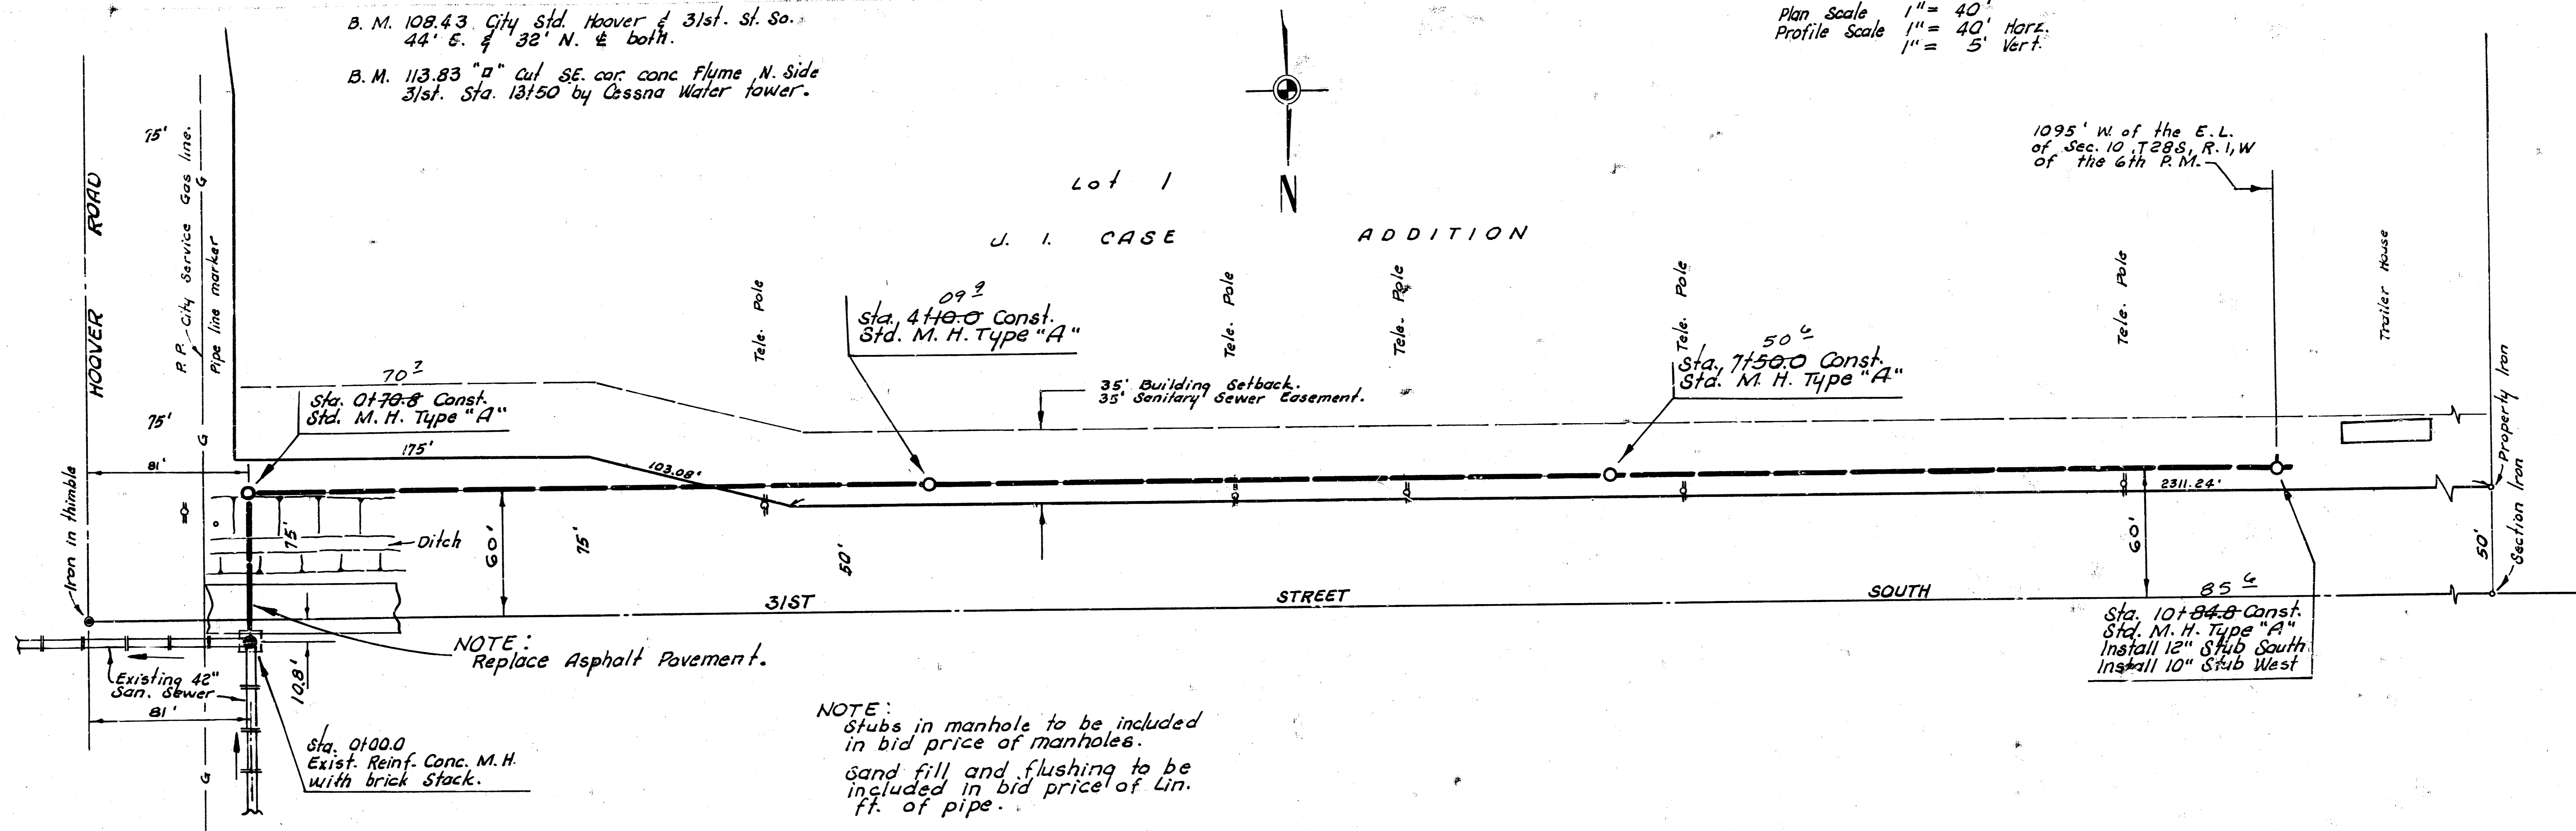 B. M. 108.43 City Std. Hoover & 31st. St. So.
44' E. & 32' N. ℄ both.
B. M. 113.83 "□" Cut S.E. cor. conc flume N. Side
31st. Sta. 13+50 by Cessna Water tower.
Plan Scale 1" = 40'
Profile Scale 1" = 40' Horz.
1" = 5' Vert.
N
Lot 1
J. I. CASE ADDITION
1095' W. of the E.L.
of Sec. 10, T28S, R.1,W
of the 6th P.M.
HOOVER ROAD
75'
75'
P.P.
City Service Gas line.
Pipe line marker
G
G
G
G
Tele. Pole
Tele. Pole
Tele. Pole
Tele. Pole
Tele. Pole
Trailer House
70 7
Sta. 0+70.8 Const.
Std. M. H. Type "A"
09 9
Sta. 4+10.0 Const.
Std. M. H. Type "A"
50 6
Sta. 7+50.0 Const.
Std. M. H. Type "A"
35' Building Setback.
35' Sanitary Sewer Easement.
Property Iron
Section Iron
Iron in thimble
81'
175'
103.08'
2311.24'
75'
Ditch
60'
75'
50'
60'
50'
31ST STREET SOUTH
85 6
Sta. 10+84.8 Const.
Std. M. H. Type "A"
Install 12" Stub South
Install 10" Stub West
NOTE:
Replace Asphalt Pavement.
Existing 42"
San. Sewer
10.8'
81'
Sta. 0+00.0
Exist. Reinf. Conc. M. H.
with brick Stack.
NOTE:
Stubs in manhole to be included
in bid price of manholes.
Sand fill and flushing to be
included in bid price of Lin.
ft. of pipe.